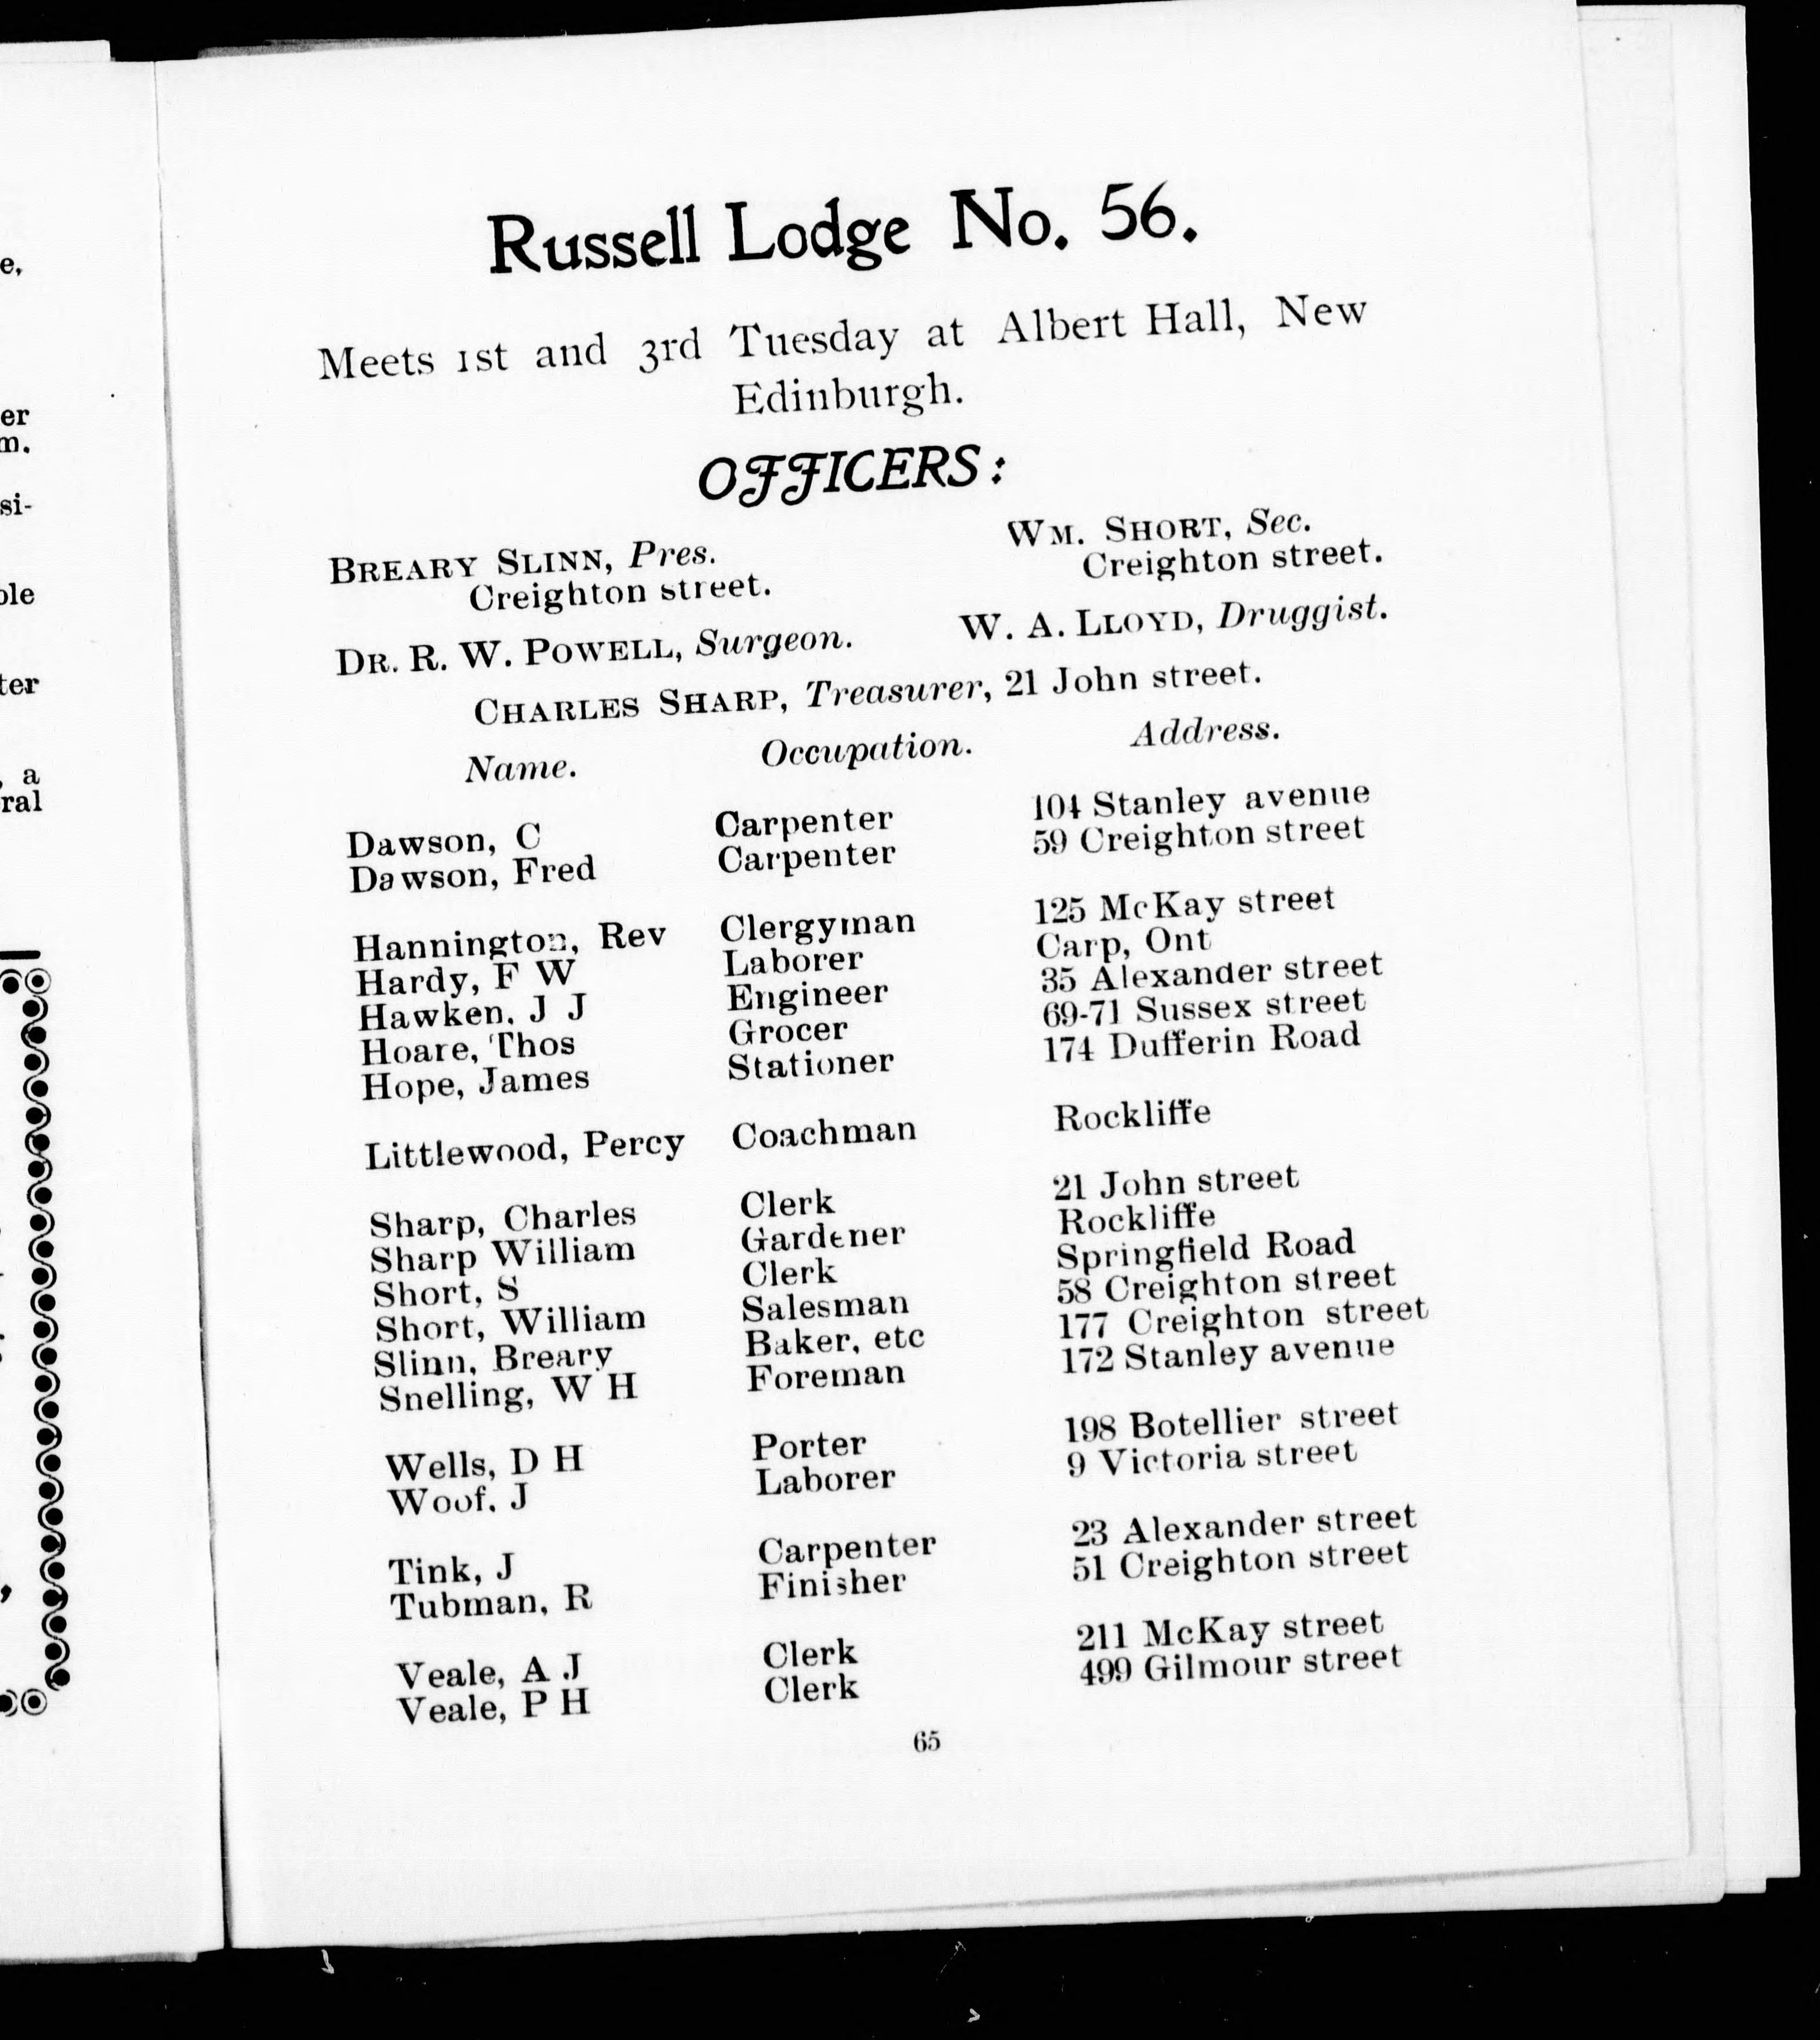 Russell Lodge No. 56.
Meets 1st and 3rd Tuesday at Albert Hall, New
Edinburgh.
OFFICERS:
BREARY SLINN, Pres.
Creighton street.
WM. SHORT, Sec.
Creighton street.
DR. R. W. POWELL, Surgeon.
W. A. LLOYD, Druggist.
CHARLES SHARP, Treasurer, 21 John street.
Name. Occupation. Address.
Dawson, C Carpenter 104 Stanley avenue
Dawson, Fred Carpenter 59 Creighton street
Hannington, Rev Clergyman 125 McKay street
Hardy, F W Laborer Carp, Ont
Hawken, J J Engineer 35 Alexander street
Hoare, Thos Grocer 69-71 Sussex street
Hope, James Stationer 174 Dufferin Road
Littlewood, Percy Coachman Rockliffe
Sharp, Charles Clerk 21 John street
Sharp William Gardener Rockliffe
Short, S Clerk Springfield Road
Short, William Salesman 58 Creighton street
Slinn, Breary Baker, etc 177 Creighton street
Snelling, W H Foreman 172 Stanley avenue
Wells, D H Porter 198 Botellier street
Woof, J Laborer 9 Victoria street
Tink, J Carpenter 23 Alexander street
Tubman, R Finisher 51 Creighton street
Veale, A J Clerk 211 McKay street
Veale, P H Clerk 499 Gilmour street
65